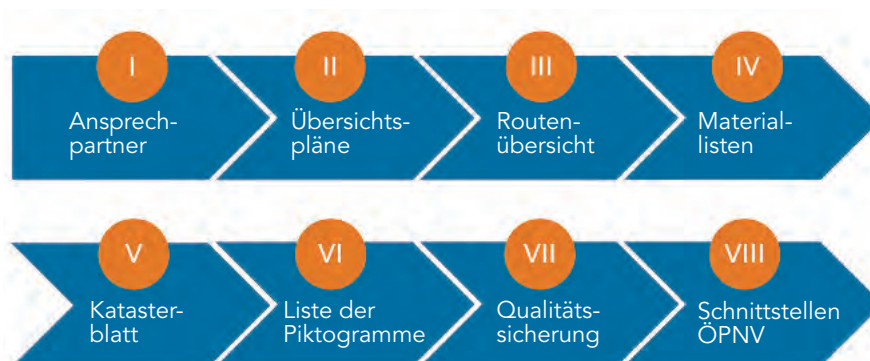 I
Ansprech-
partner
II
Übersichts-
pläne
III
Routen-
übersicht
IV
Material-
listen
V
Kataster-
blatt
VI
Liste der
Piktogramme
VII
Qualitäts-
sicherung
VIII
Schnittstellen
ÖPNV